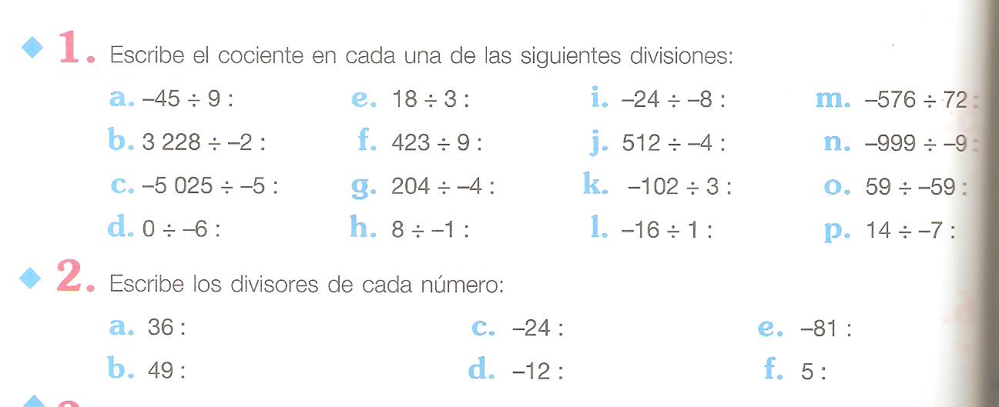 1. Escribe el cociente en cada una de las siguientes divisiones:
a. –45 ÷ 9 : e. 18 ÷ 3 : i. –24 ÷ –8 : m. –576 ÷ 72 :
b. 3 228 ÷ –2 : f. 423 ÷ 9 : j. 512 ÷ –4 : n. –999 ÷ –9 :
c. –5 025 ÷ –5 : g. 204 ÷ –4 : k. –102 ÷ 3 : o. 59 ÷ –59 :
d. 0 ÷ –6 : h. 8 ÷ –1 : l. –16 ÷ 1 : p. 14 ÷ –7 :
2. Escribe los divisores de cada número:
a. 36 : c. –24 : e. –81 :
b. 49 : d. –12 : f. 5 :